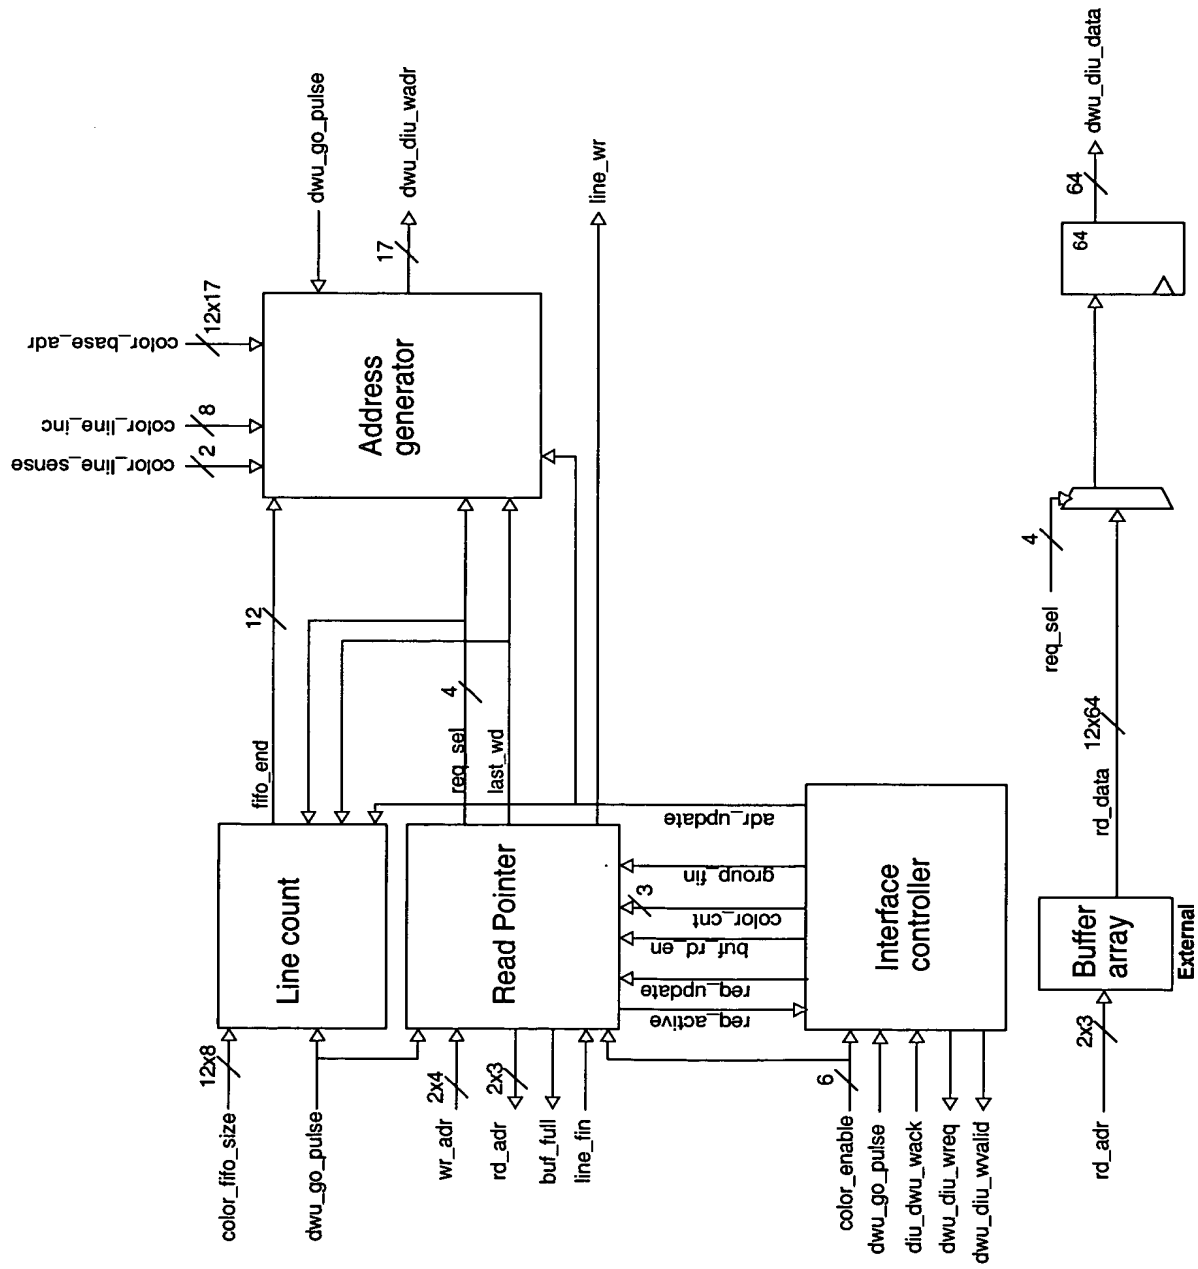 dwu_go_pulse
color_base_adr
12x17
color_line_inc
8
color_line_sense
2
Address
generator
17
dwu_diu_wadr
line_wr
12
fifo_end
4
req_sel
last_wd
Line count
color_fifo_size
12x8
dwu_go_pulse
Read Pointer
wr_adr
2x4
rd_adr
2x3
buf_full
line_fin
adr_update
group_fin
color_cnt
3
buf_rd_en
req_update
req_active
Interface
controller
color_enable
6
dwu_go_pulse
diu_dwu_wack
dwu_diu_wreq
dwu_diu_wvalid
rd_adr
2x3
Buffer
array
External
rd_data
12x64
req_sel
4
64
64
dwu_diu_data